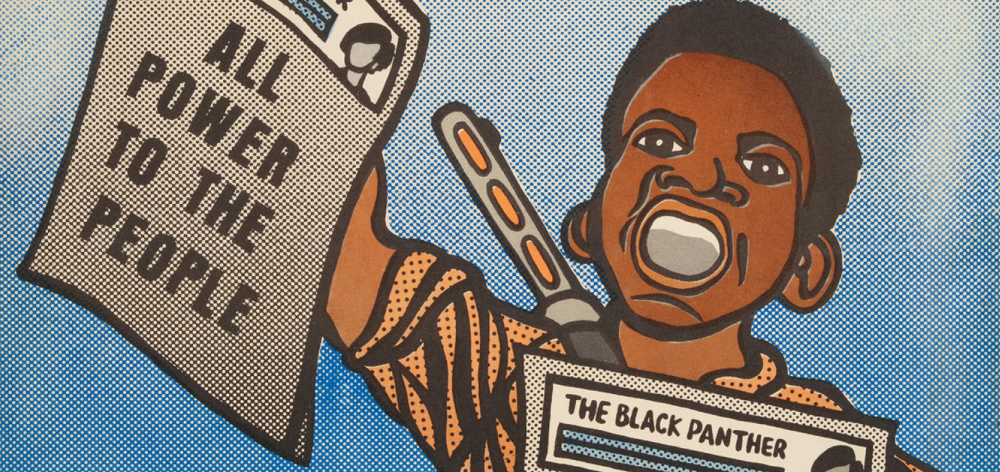 ALL
POWER
TO THE
PEOPLE
THE BLACK PANTHER